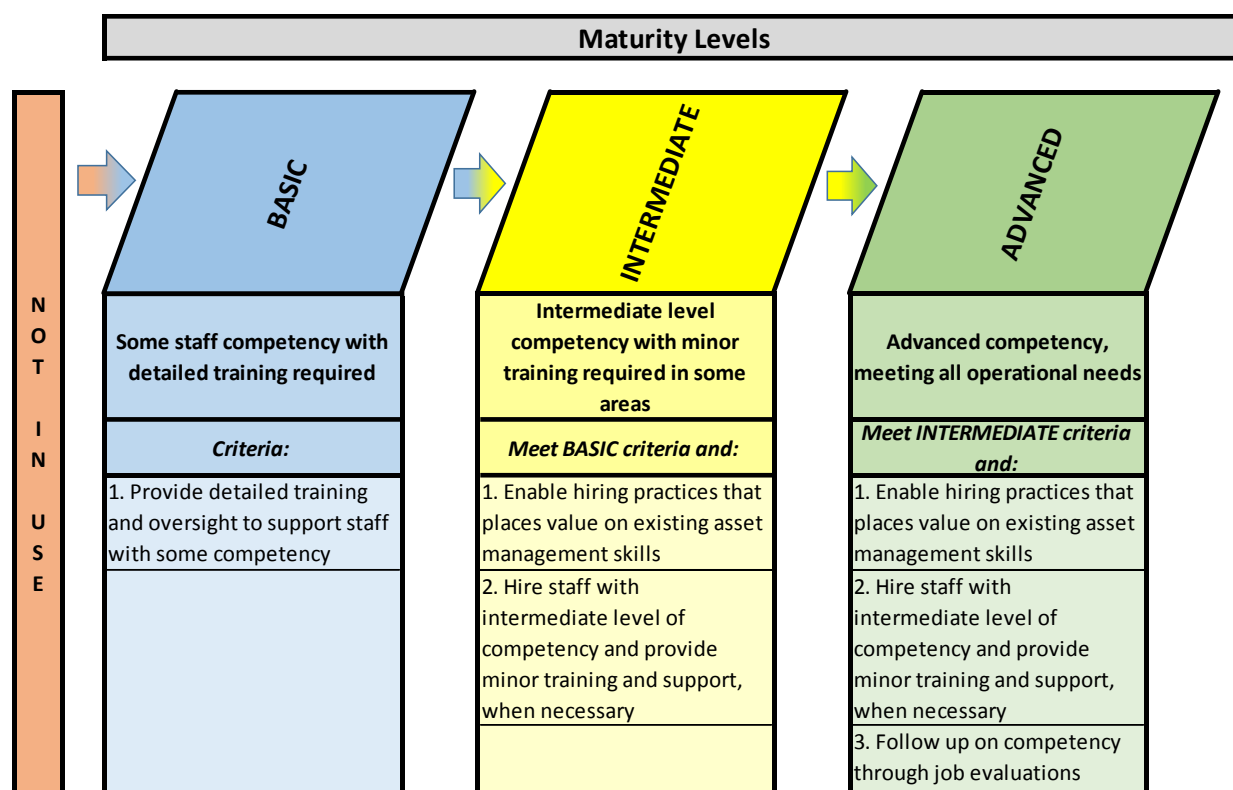 Maturity Levels
NOT IN USE
BASIC
INTERMEDIATE
ADVANCED
Some staff competency with
detailed training required
Intermediate level
competency with minor
training required in some
areas
Advanced competency,
meeting all operational needs
Criteria:
Meet BASIC criteria and:
Meet INTERMEDIATE criteria
and:
1. Provide detailed training
and oversight to support staff
with some competency
1. Enable hiring practices that
places value on existing asset
management skills
2. Hire staff with
intermediate level of
competency and provide
minor training and support,
when necessary
1. Enable hiring practices that
places value on existing asset
management skills
2. Hire staff with
intermediate level of
competency and provide
minor training and support,
when necessary
3. Follow up on competency
through job evaluations